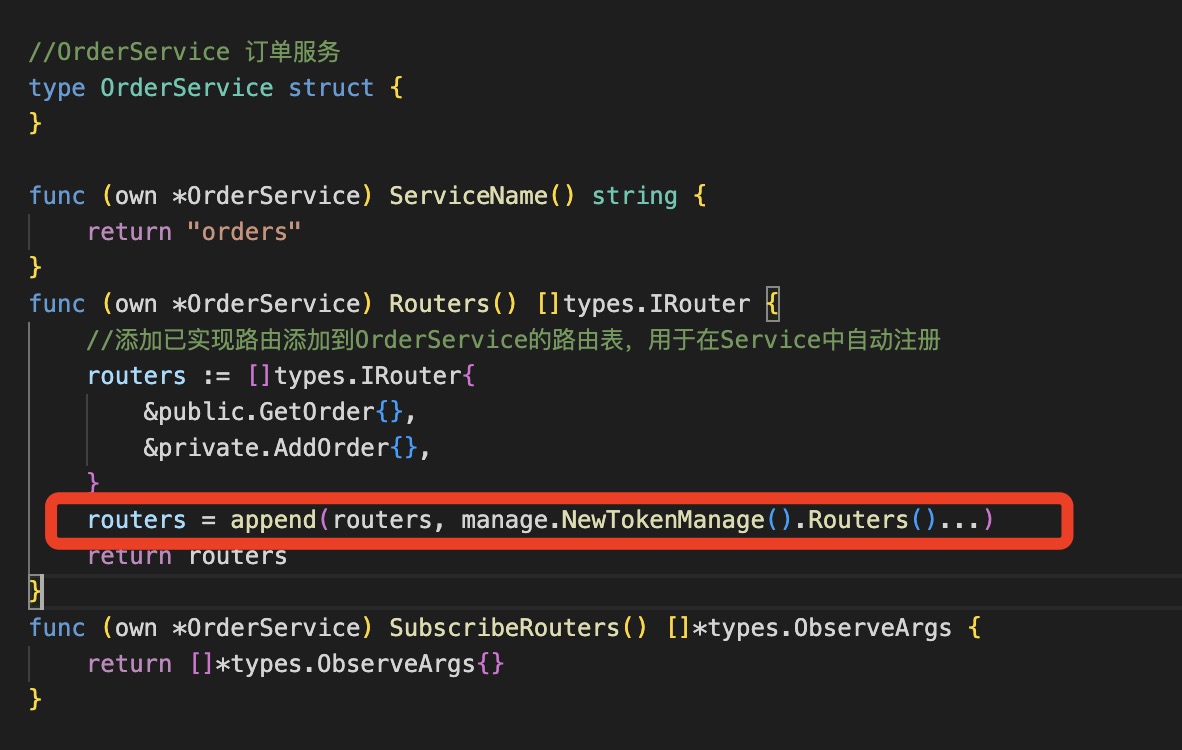 //OrderService 订单服务
type OrderService struct {
}
func (own *OrderService) ServiceName() string {
return "orders"
}
func (own *OrderService) Routers() []types.IRouter {
//添加已实现路由添加到OrderService的路由表，用于在Service中自动注册
routers := []types.IRouter{
&public.GetOrder{},
&private.AddOrder{},
}
routers = append(routers, manage.NewTokenManage().Routers()...)
return routers
}
func (own *OrderService) SubscribeRouters() []*types.ObserveArgs {
return []*types.ObserveArgs{}
}